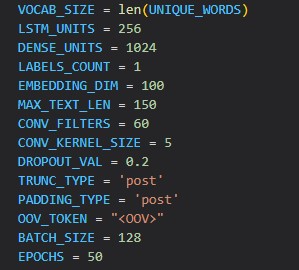 VOCAB_SIZE = len(UNIQUE_WORDS)
LSTM_UNITS = 256
DENSE_UNITS = 1024
LABELS_COUNT = 1
EMBEDDING_DIM = 100
MAX_TEXT_LEN = 150
CONV_FILTERS = 60
CONV_KERNEL_SIZE = 5
DROPOUT_VAL = 0.2
TRUNC_TYPE = 'post'
PADDING_TYPE = 'post'
OOV_TOKEN = "<OOV>"
BATCH_SIZE = 128
EPOCHS = 50